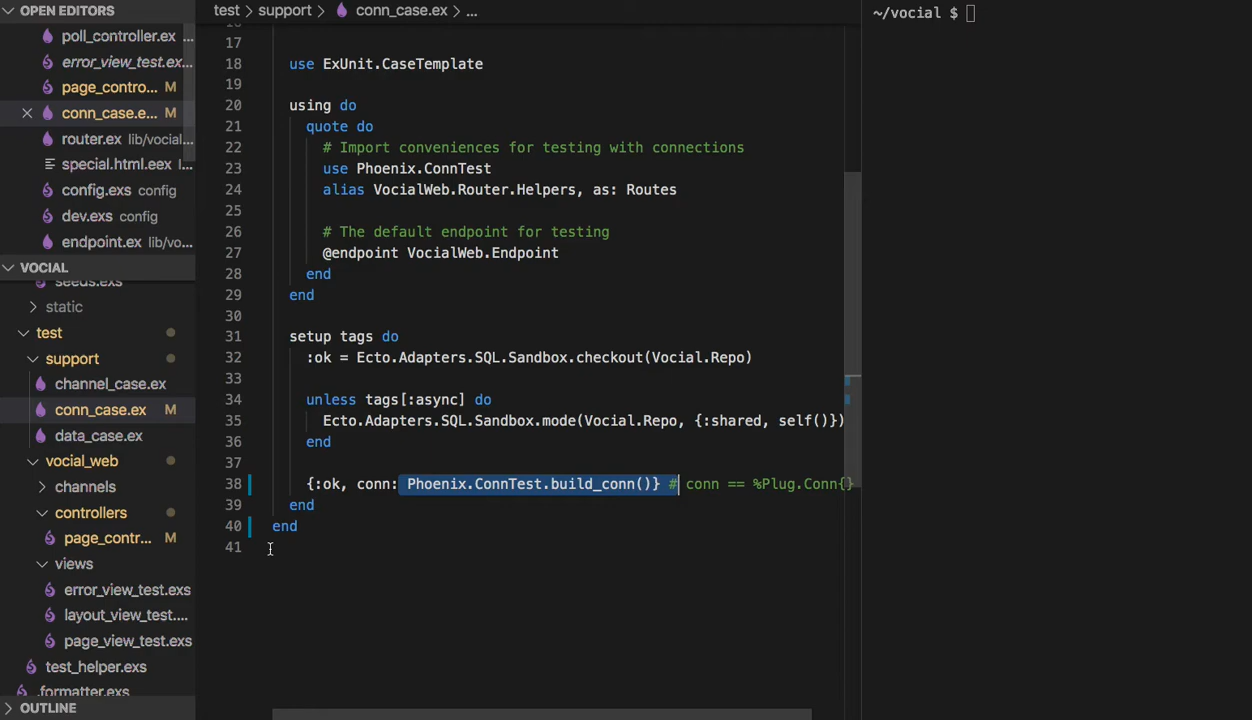 OPEN EDITORS
poll_controller.ex ...
error_view_test.ex...
page_contro... M
conn_case.e... M
router.ex lib/vocial...
special.html.eex l...
config.exs config
dev.exs config
endpoint.ex lib/vo...
VOCIAL
seeds.exs
static
test
support
channel_case.ex
conn_case.ex M
data_case.ex
vocial_web
channels
controllers
page_contr... M
views
error_view_test.exs
layout_view_test....
page_view_test.exs
test_helper.exs
.formatter.exs
OUTLINE
test > support > conn_case.ex > ...
16
17
18 use ExUnit.CaseTemplate
19
20 using do
21 quote do
22 # Import conveniences for testing with connections
23 use Phoenix.ConnTest
24 alias VocialWeb.Router.Helpers, as: Routes
25
26 # The default endpoint for testing
27 @endpoint VocialWeb.Endpoint
28 end
29 end
30
31 setup tags do
32 :ok = Ecto.Adapters.SQL.Sandbox.checkout(Vocial.Repo)
33
34 unless tags[:async] do
35 Ecto.Adapters.SQL.Sandbox.mode(Vocial.Repo, {:shared, self()})
36 end
37
38 {:ok, conn: Phoenix.ConnTest.build_conn()} # conn == %Plug.Conn{}
39 end
40 end
41
~/vocial $